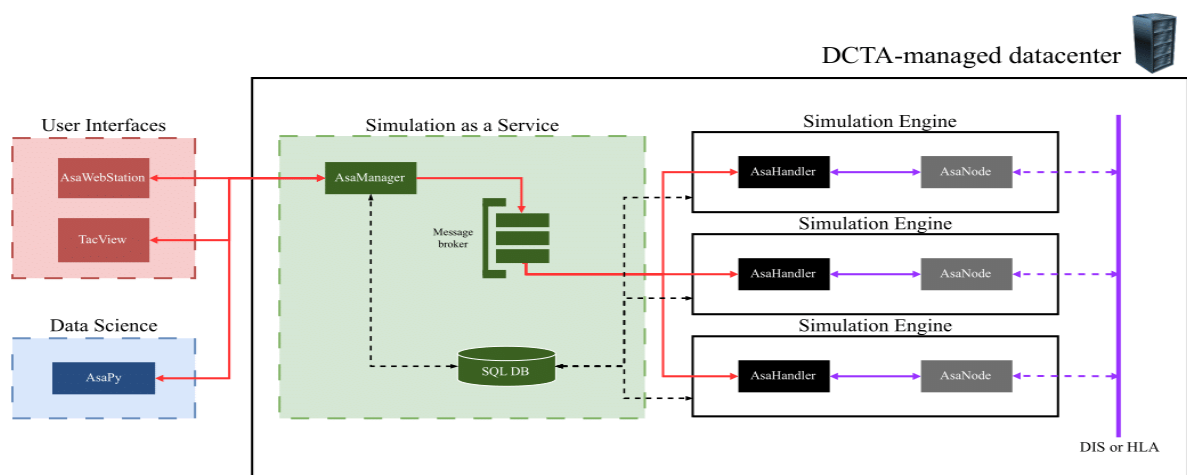 DCTA-managed datacenter
User Interfaces
AsaWebStation
TacView
Data Science
AsaPy
Simulation as a Service
AsaManager
Message
broker
SQL DB
Simulation Engine
AsaHandler
AsaNode
Simulation Engine
AsaHandler
AsaNode
Simulation Engine
AsaHandler
AsaNode
DIS or HLA